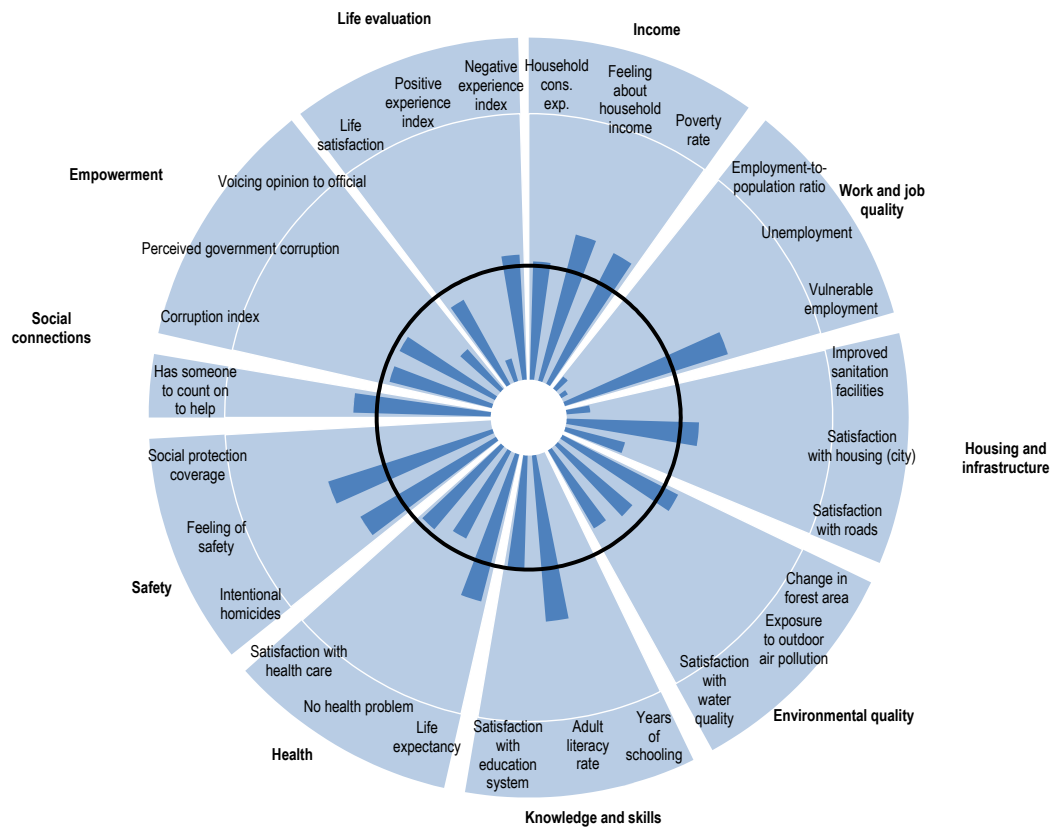 Life evaluation
Income
Negative
experience
index
Household
cons.
exp.
Positive
experience
index
Feeling
about
household
income
Life
satisfaction
Poverty
rate
Empowerment
Voicing opinion to official
Employment-to-
population ratio
Work and job
quality
Perceived government corruption
Unemployment
Social
connections
Corruption index
Vulnerable
employment
Has someone
to count on
to help
Improved
sanitation
facilities
Social protection
coverage
Satisfaction
with housing (city)
Housing and
infrastructure
Feeling of
safety
Satisfaction
with roads
Safety
Intentional
homicides
Change in
forest area
Exposure
to outdoor
air pollution
Satisfaction with
health care
Satisfaction
with
water
quality
No health problem
Environmental quality
Health
Life
expectancy
Satisfaction with
education
system
Adult
literacy
rate
Years
of
schooling
Knowledge and skills